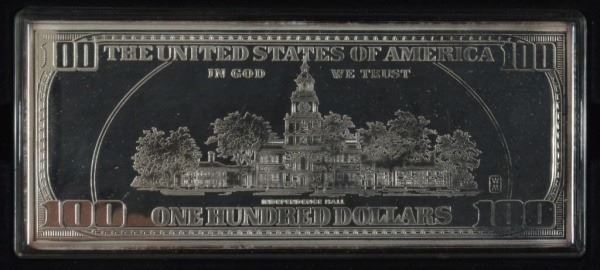 100 THE UNITED STATES OF AMERICA 100
IN GOD WE TRUST
INDEPENDENCE HALL
100 ONE HUNDRED DOLLARS 100